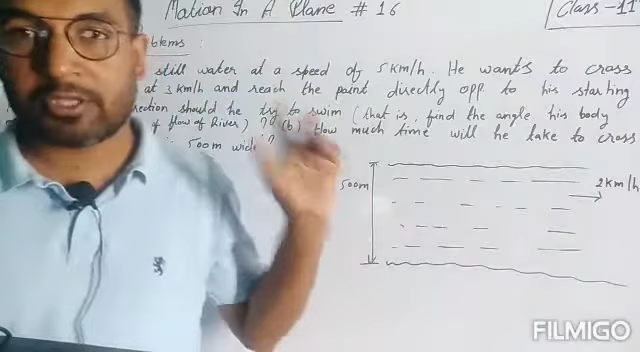 Motion In A Plane # 16
Class-11
oblems :
still water at a speed of 5 km/h. He wants to cross
at 3 km/h and reach the point directly opp to his starting
rection should he try to swim (that is, find the angle his body
of flow of River) (b) How much time will he take to cross
500m wide
500m
2 km/h
FILMIGO